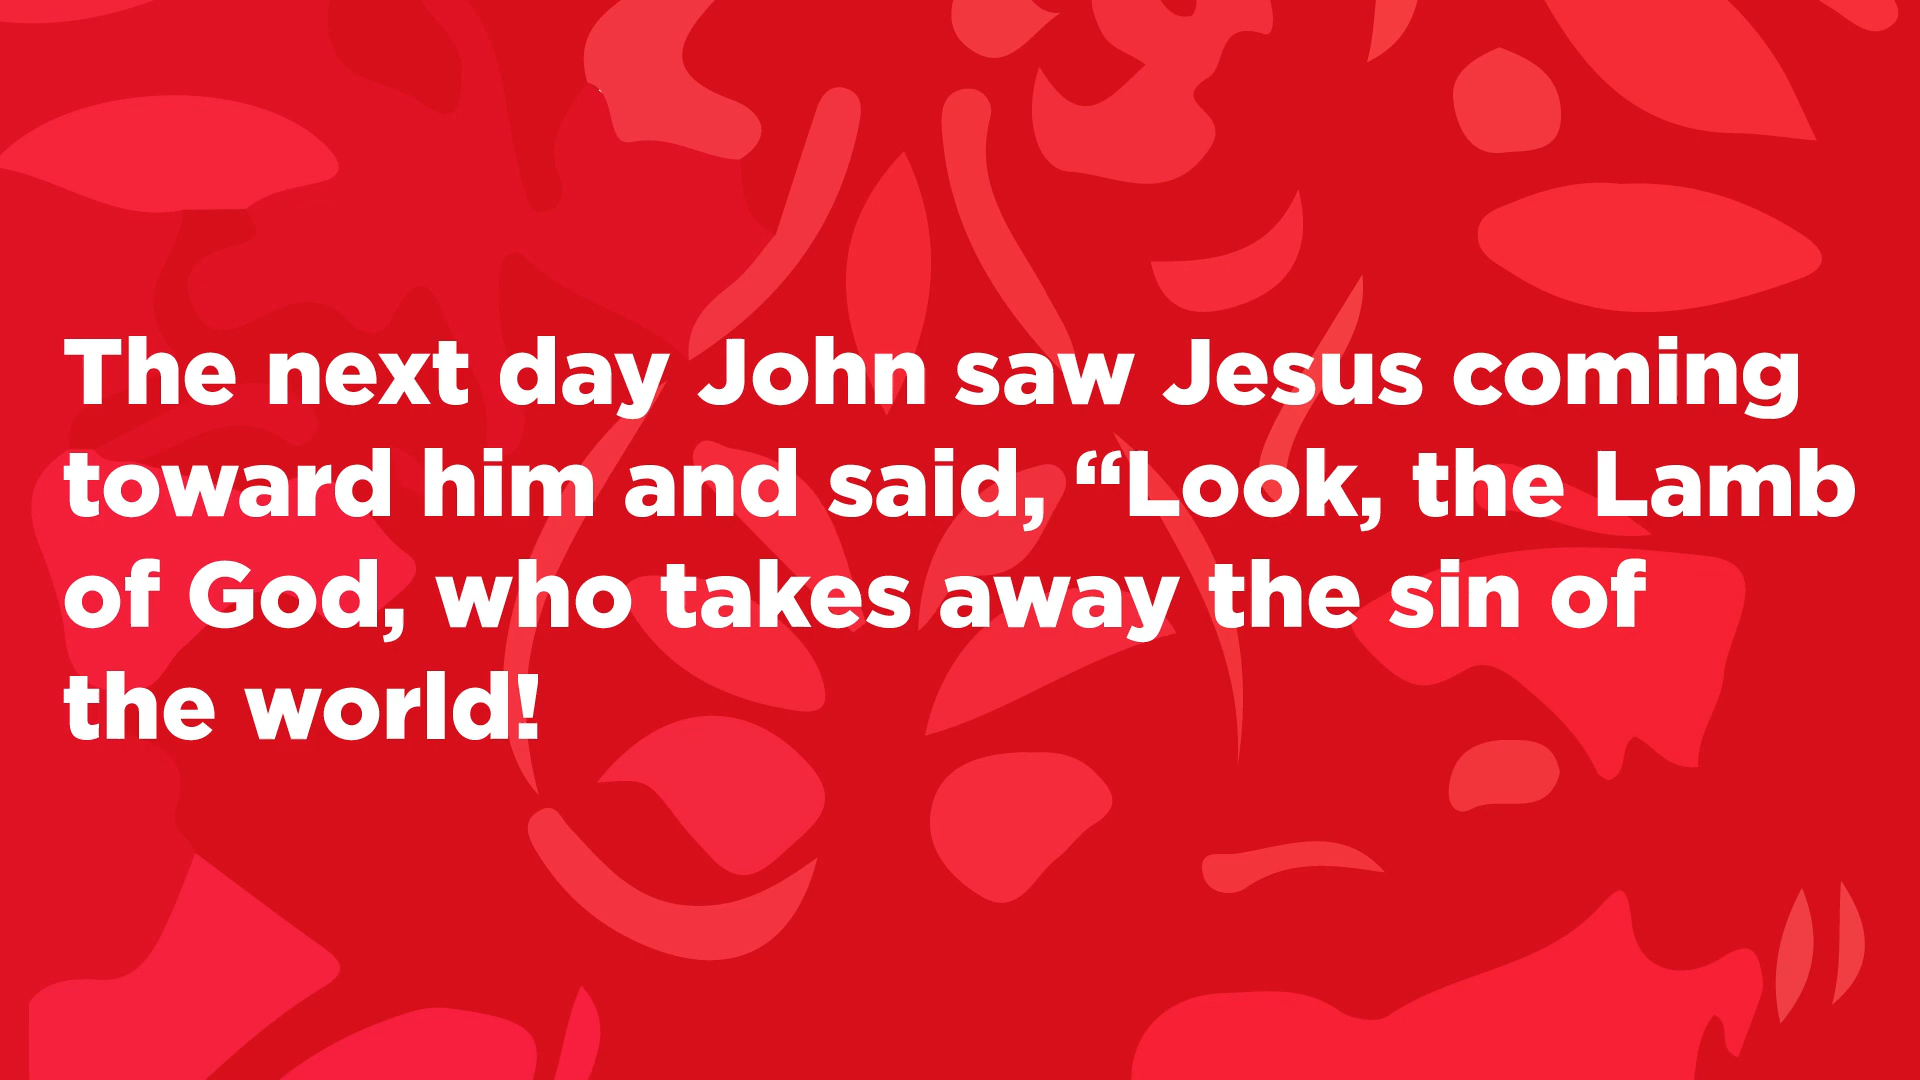 The next day John saw Jesus coming
toward him and said, “Look, the Lamb
of God, who takes away the sin of
the world!